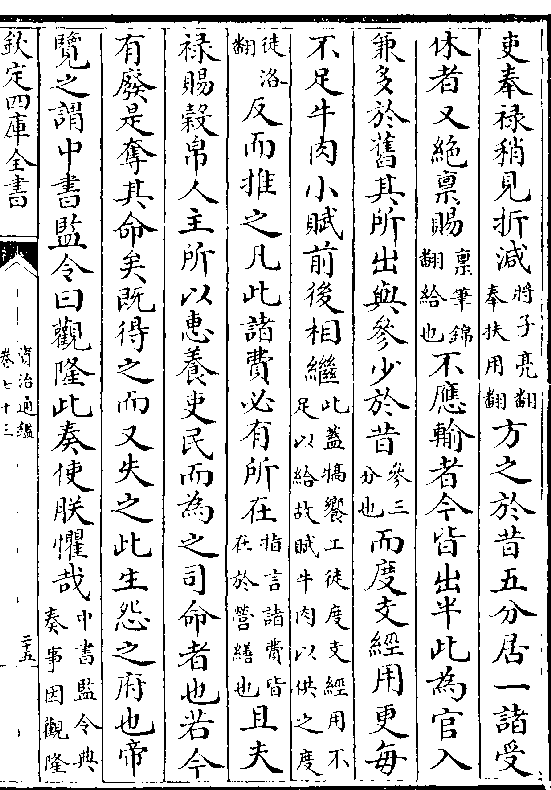 吏奉祿稍見折減將子亮翻奉扶用翻方之於昔五分居一諸受
休者又絶禀賜禀筆錦翻給也不應輸者今皆出半此為官入
兼多於舊其所出與參少於昔參三分也而度支經用更每
不足牛肉小賦前後相繼此蓋犒饗工徒度支經用不足以給故賦牛肉以供之度
徒洛翻反而推之凡此諸費必有所在指言諸費皆在於營繕也且夫
祿賜穀帛人主所以惠養吏民而為之司命者也若今
有廢是奪其命矣既得之而又失之此生怨之府也帝
覽之謂中書監令曰觀隆此奏使朕懼哉中書監令典奏事因觀隆
欽定四庫全書
資治通鑑
卷七十三
二十五